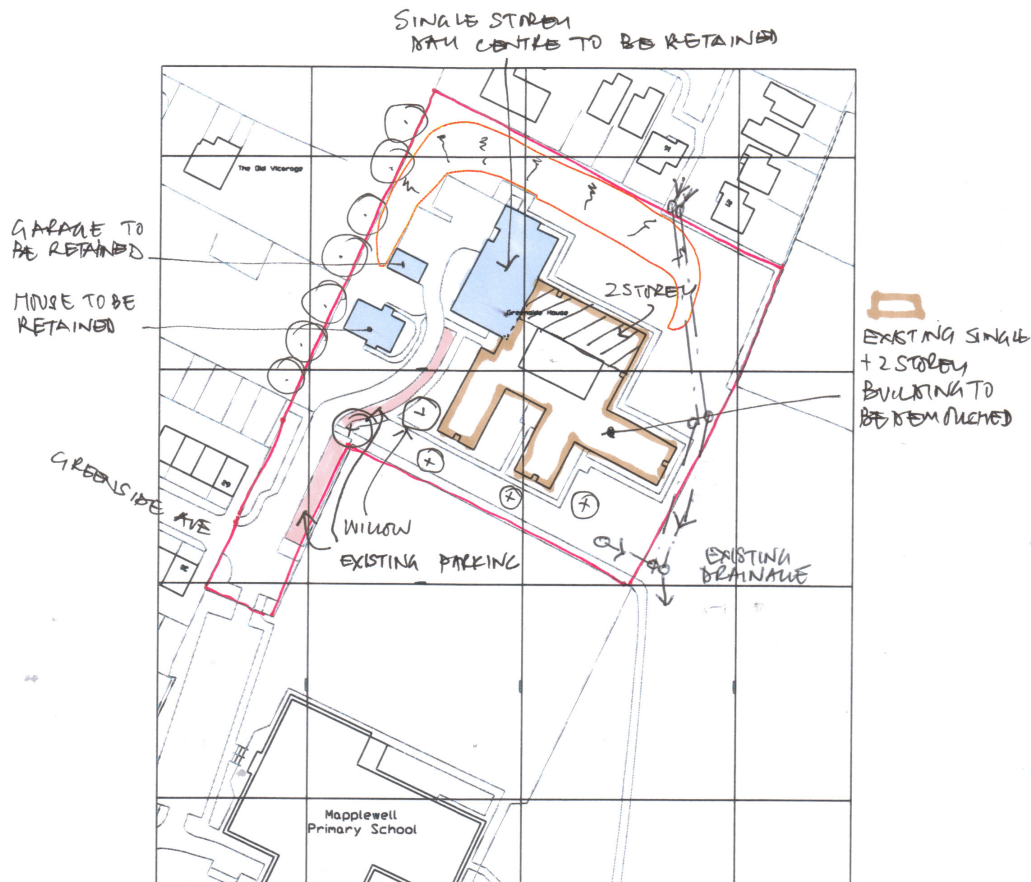 SINGLE STOREY
DAY CENTRE TO BE RETAINED
The Old Vicarage
GARAGE TO
BE RETAINED
HOUSE TO BE
RETAINED
2 STOREY
Greenside House
EXISTING SINGLE
+ 2 STOREY
BUILDING TO
BE DEMOLISHED
GREENSIDE AVE
WILLOW
EXISTING PARKING
EXISTING
DRAINAGE
Mapplewell
Primary School